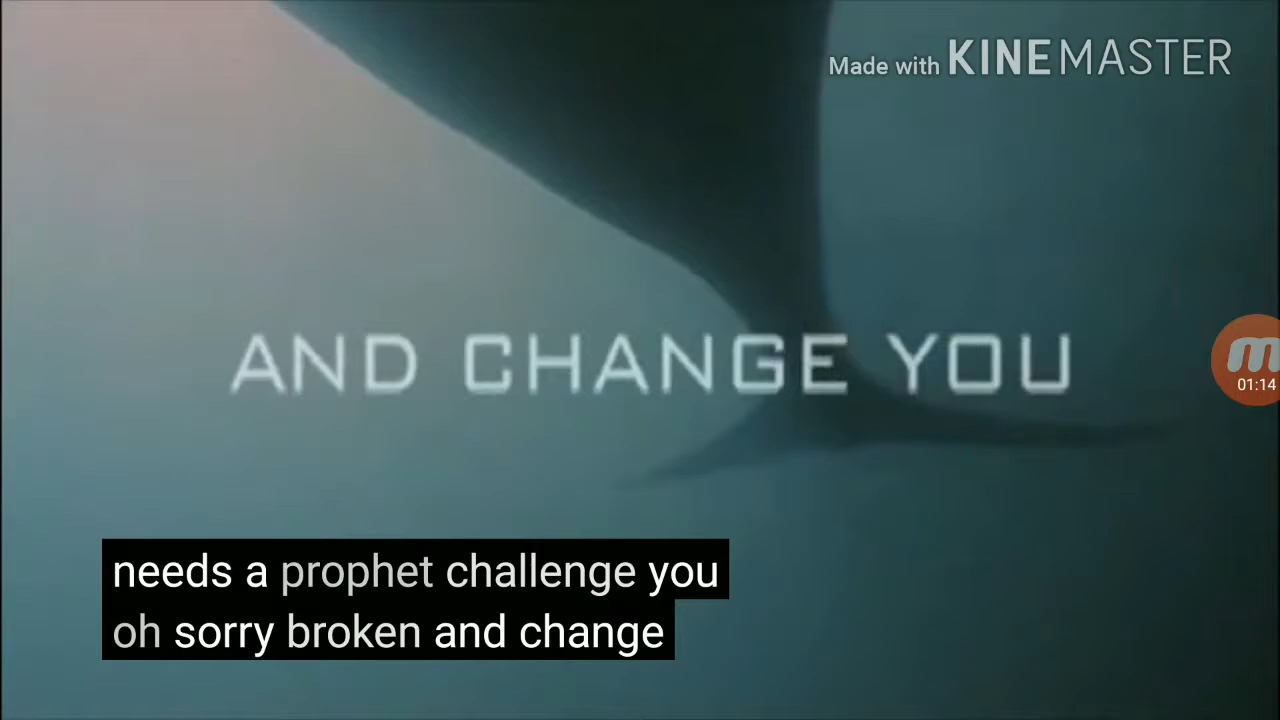 Made with KINEMASTER
AND CHANGE YOU
01:14
needs a prophet challenge you
oh sorry broken and change